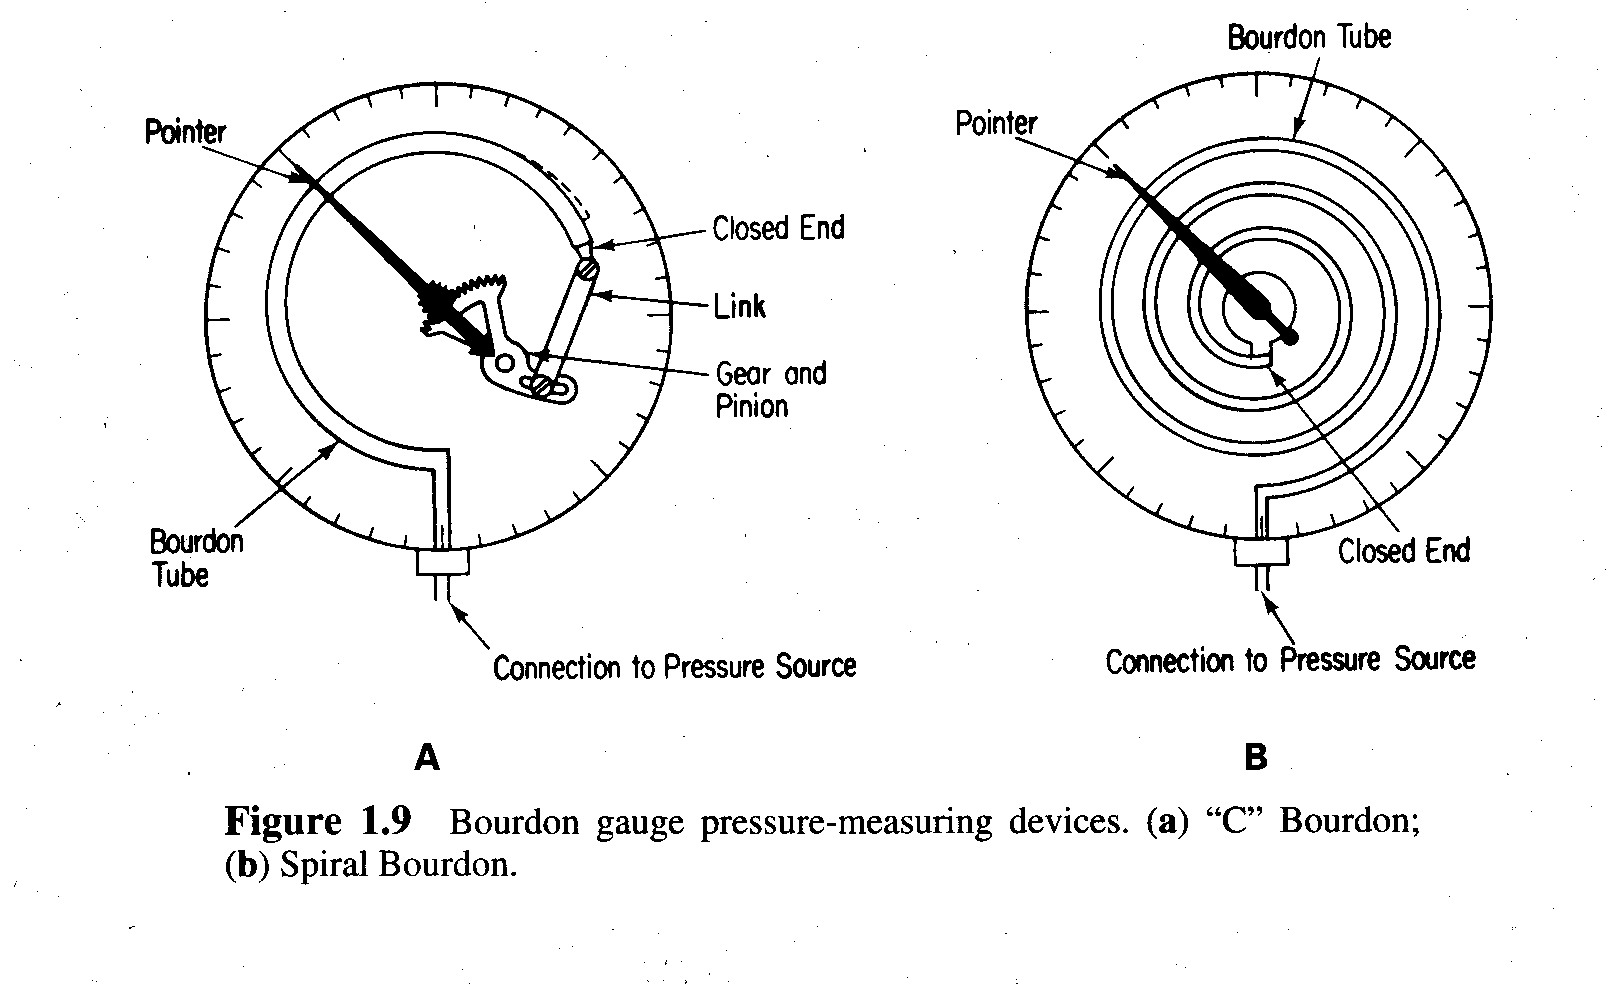 Bourdon Tube
Pointer
Closed End
Link
Gear and
Pinion
Bourdon
Tube
Connection to Pressure Source
A
Pointer
Closed End
Connection to Pressure Source
B
Figure 1.9 Bourdon gauge pressure-measuring devices. (a) “C” Bourdon;
(b) Spiral Bourdon.